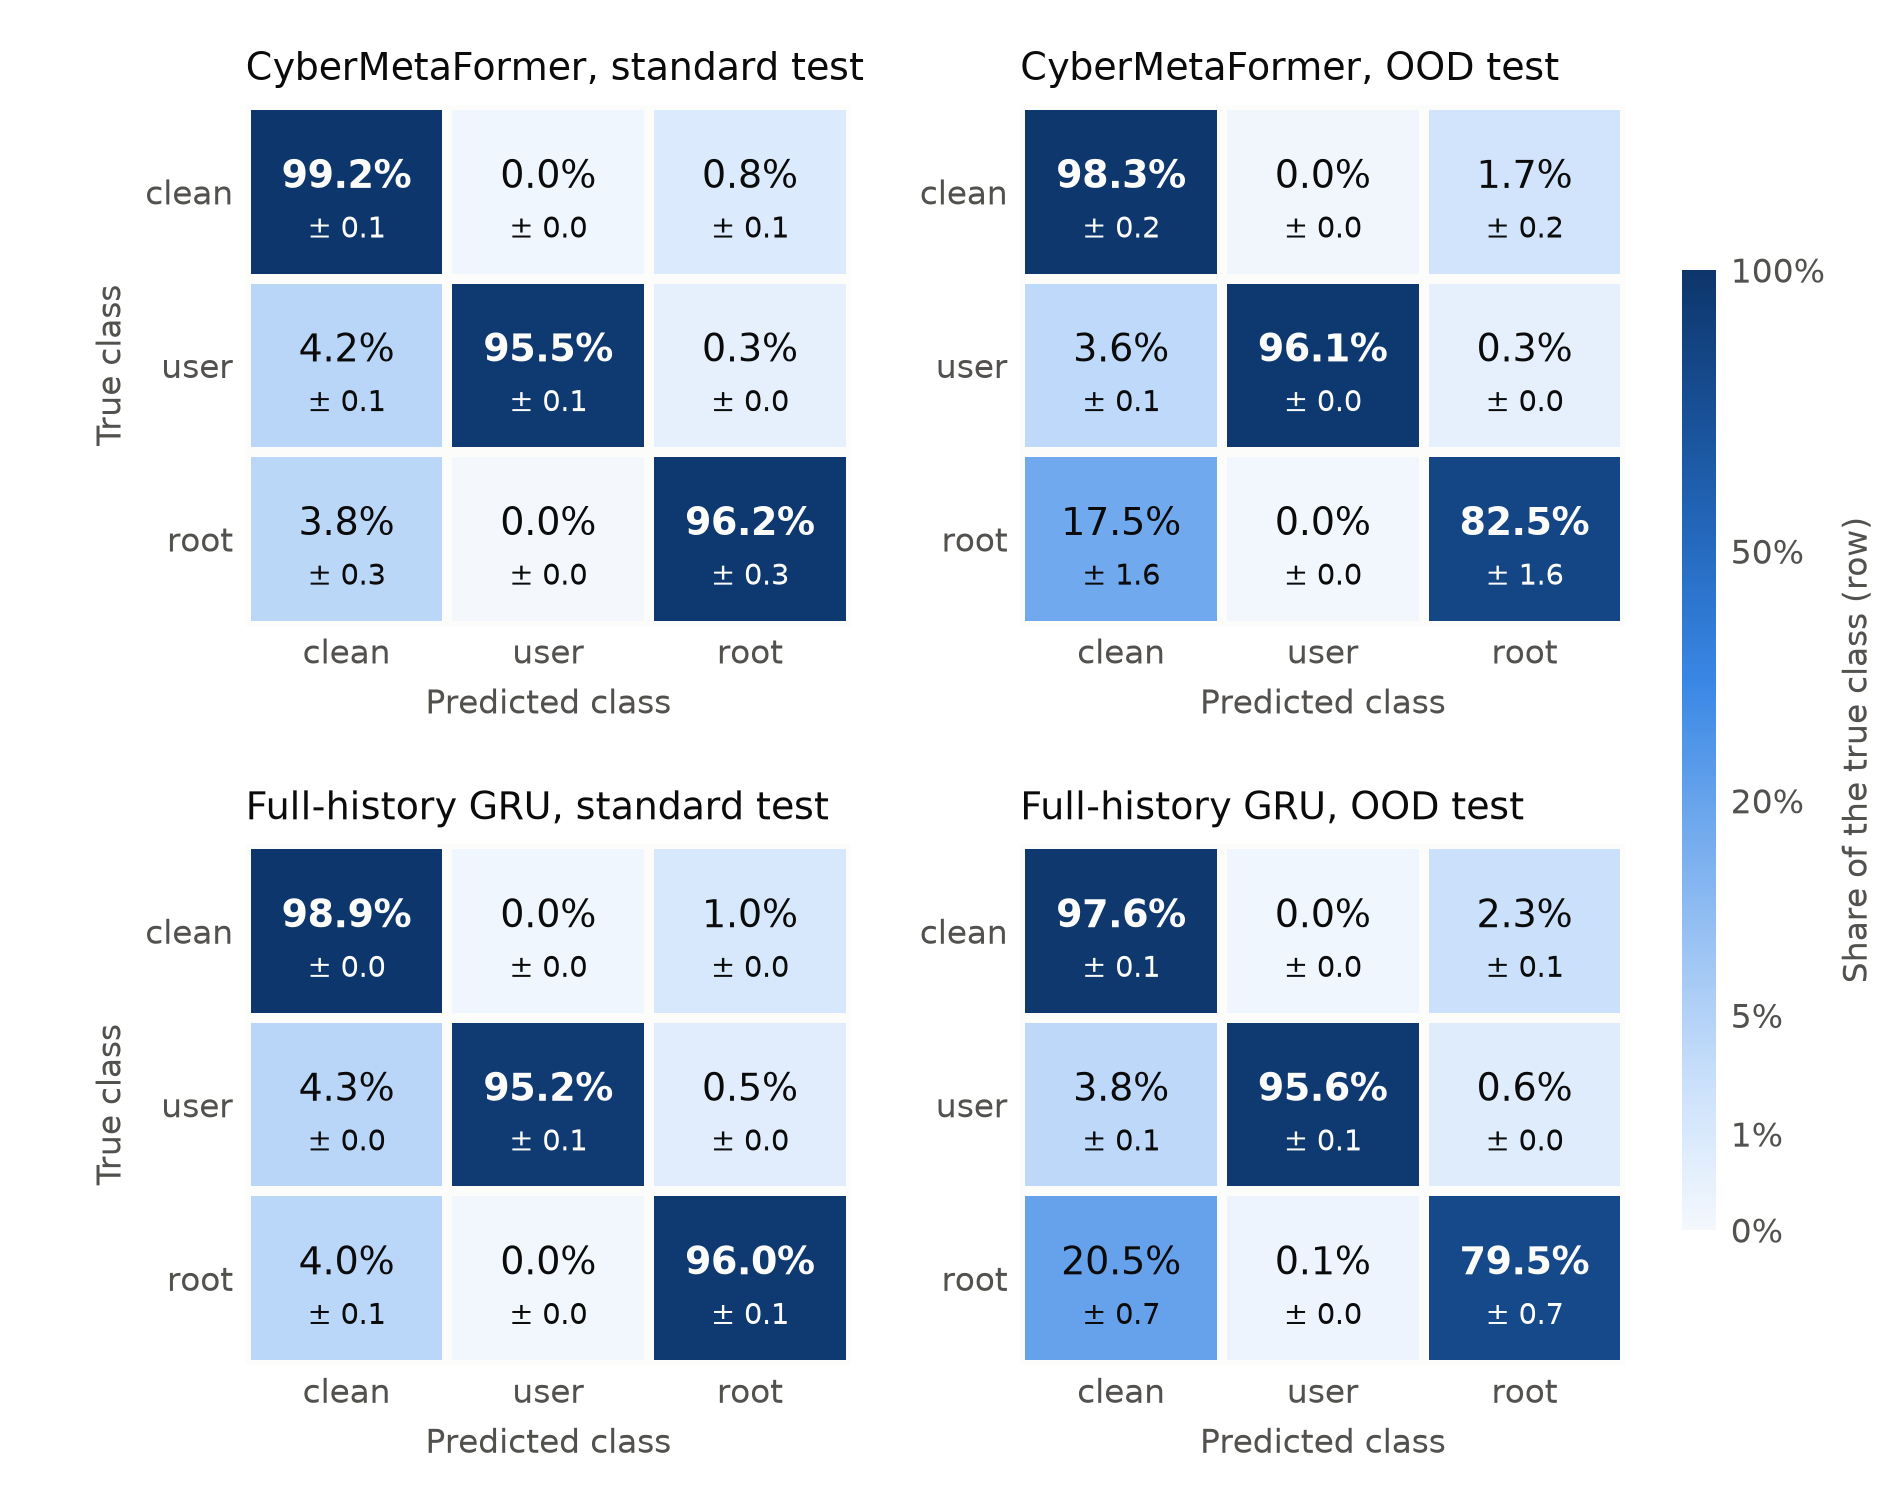 CyberMetaFormer, standard test
True class
clean 99.2% 0.0% 0.8%
± 0.1 ± 0.0 ± 0.1
user 4.2% 95.5% 0.3%
± 0.1 ± 0.1 ± 0.0
root 3.8% 0.0% 96.2%
± 0.3 ± 0.0 ± 0.3
clean user root
Predicted class
CyberMetaFormer, OOD test
clean 98.3% 0.0% 1.7%
± 0.2 ± 0.0 ± 0.2
user 3.6% 96.1% 0.3%
± 0.1 ± 0.0 ± 0.0
root 17.5% 0.0% 82.5%
± 1.6 ± 0.0 ± 1.6
clean user root
Predicted class
Full-history GRU, standard test
True class
clean 98.9% 0.0% 1.0%
± 0.0 ± 0.0 ± 0.0
user 4.3% 95.2% 0.5%
± 0.0 ± 0.1 ± 0.0
root 4.0% 0.0% 96.0%
± 0.1 ± 0.0 ± 0.1
clean user root
Predicted class
Full-history GRU, OOD test
clean 97.6% 0.0% 2.3%
± 0.1 ± 0.0 ± 0.1
user 3.8% 95.6% 0.6%
± 0.1 ± 0.1 ± 0.0
root 20.5% 0.1% 79.5%
± 0.7 ± 0.0 ± 0.7
clean user root
Predicted class
100%
50%
20%
5%
1%
0%
Share of the true class (row)